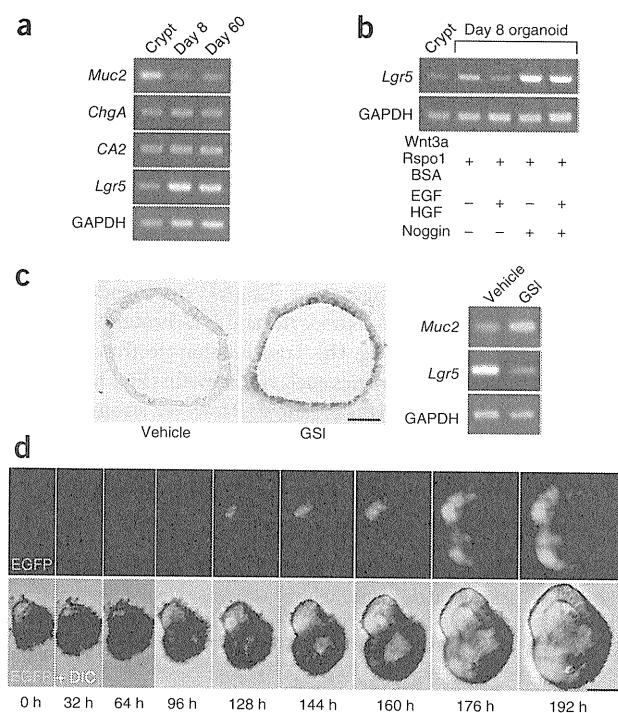 a
Crypt Day 8 Day 60
Muc2
ChgA
CA2
Lgr5
GAPDH
b
Crypt Day 8 organoid
Lgr5
GAPDH
Wnt3a
Rspo1 + + + +
BSA
EGF − + − +
HGF
Noggin − − + +
c
Vehicle
GSI
Vehicle GSI
Muc2
Lgr5
GAPDH
d
EGFP
EGFP + DIC
0 h 32 h 64 h 96 h 128 h 144 h 160 h 176 h 192 h